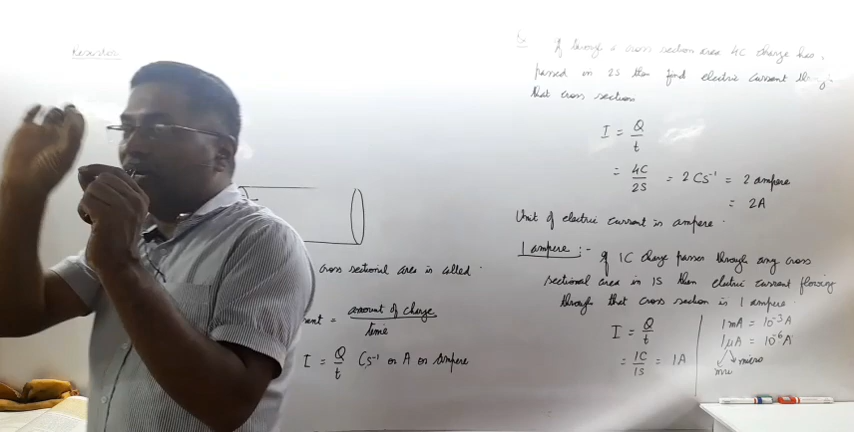 Resistor
cross sectional area is called
ent = amount of charge / time
I = Q/t Cs⁻¹ or A or Ampere
Q. If through a cross section area 4C charge has
passed in 2S then find electric current through
that cross section
I = Q/t
= 4C/2S = 2 Cs⁻¹ = 2 ampere
= 2A
Unit of electric current is ampere.
1 ampere :- If 1C charge passes through any cross
sectional area in 1S then electric current flowing
through that cross section is 1 ampere.
I = Q/t
= 1C/1S = 1A
1mA = 10⁻³A
1μA = 10⁻⁶A
micro
mu